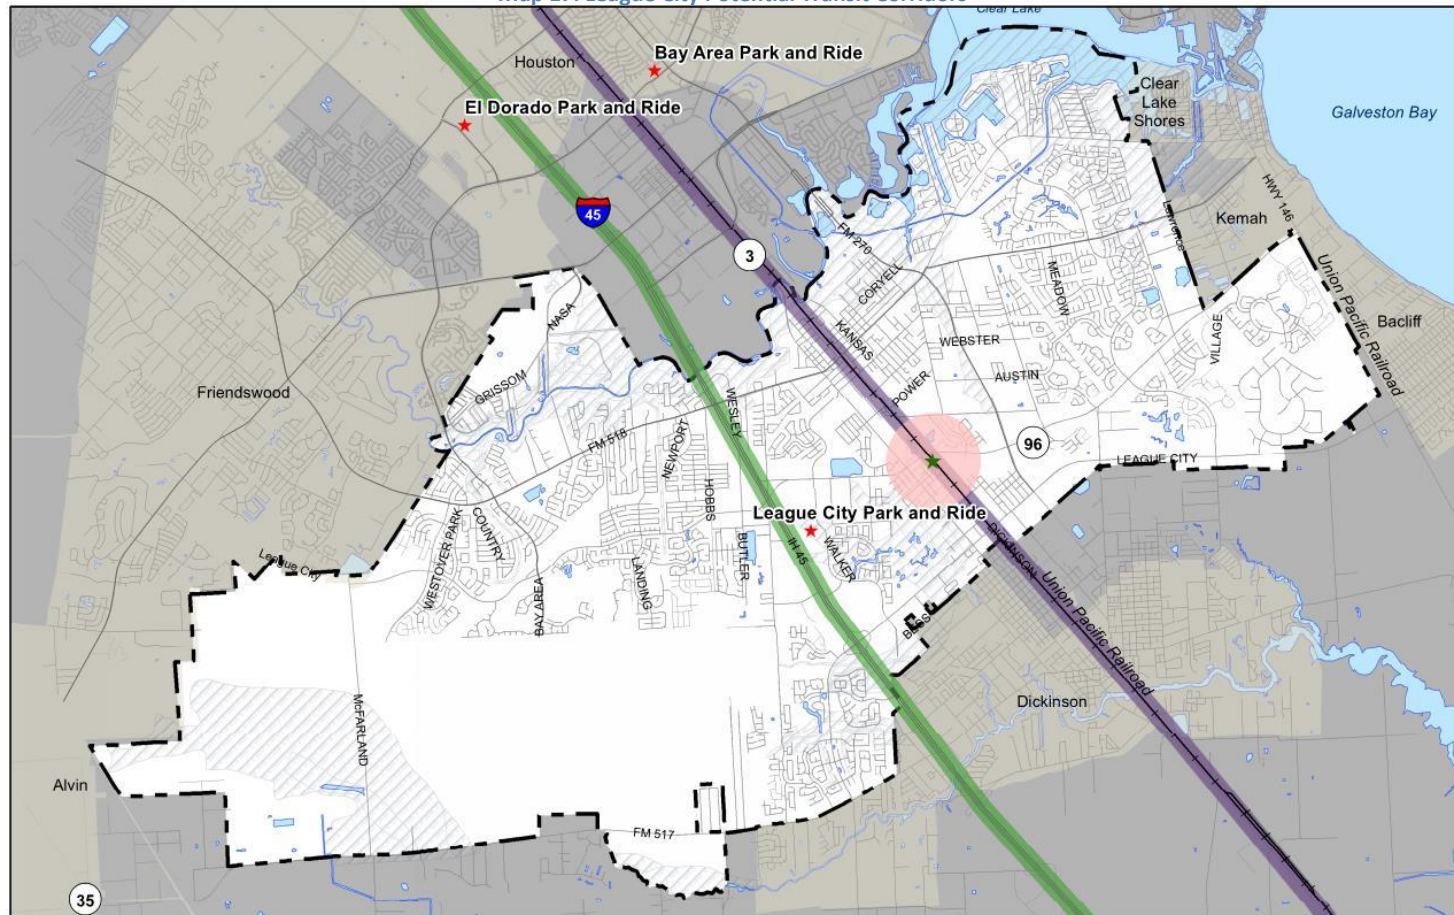 Clear Lake
Bay Area Park and Ride
Houston
El Dorado Park and Ride
Clear
Lake
Shores
Galveston Bay
45
HWY 146
Lawrence
Kemah
3
FM 270
CORYELL
MEADOW
Union Pacific Railroad
NASA
KANSAS
Bacliff
VILLAGE
WEBSTER
GRISSOM
Friendswood
WESLEY
POWER
AUSTIN
FM 518
NEWPORT
96
LEAGUE CITY
HOBBS
League City Park and Ride
WESTOVER PARK
COUNTRY
BUTLER
IH 45
WALKER
DICKINSON
League City
LANDING
BAY AREA
Union Pacific Railroad
BESS
Dickinson
McFARLAND
Alvin
FM 517
35